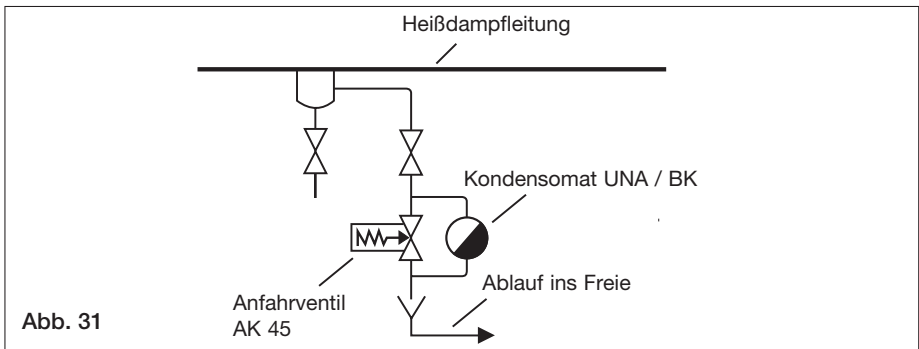 Heißdampfleitung
Kondensomat UNA / BK
Ablauf ins Freie
Anfahrventil
AK 45
Abb. 31